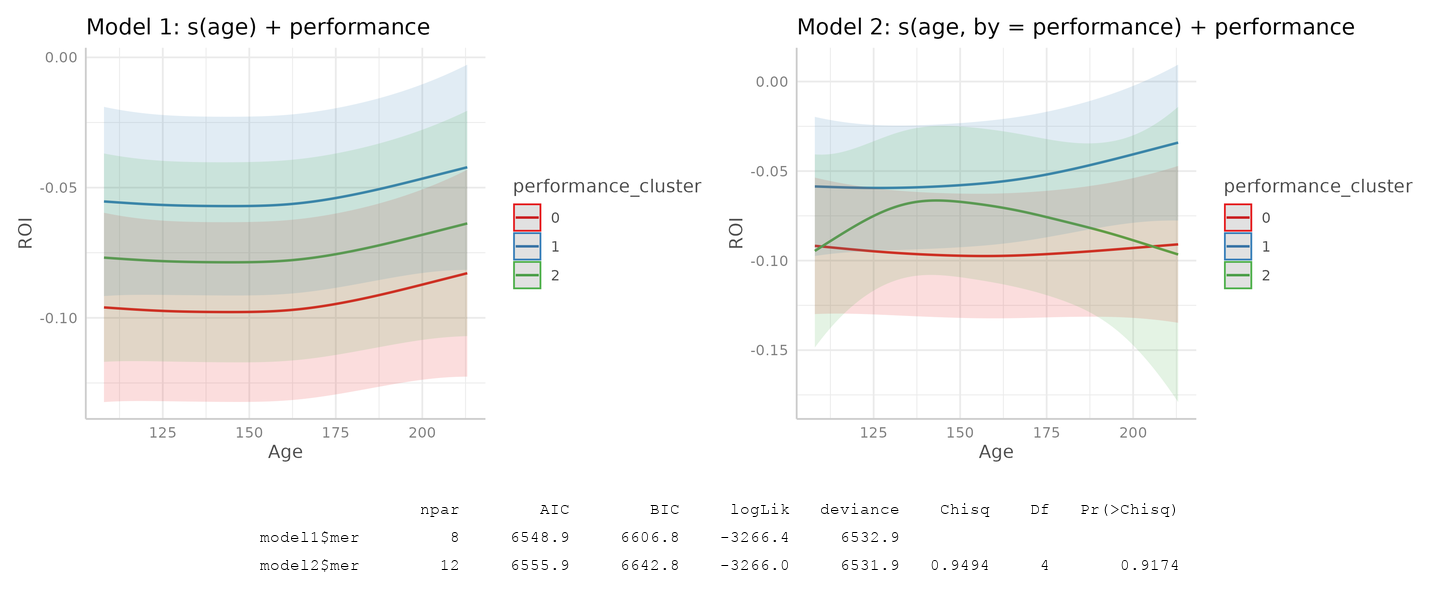 Model 1: s(age) + performance
0.00
-0.05
-0.10
ROI
125 150 175 200
Age
performance_cluster
0
1
2
Model 2: s(age, by = performance) + performance
0.00
-0.05
-0.10
-0.15
ROI
125 150 175 200
Age
performance_cluster
0
1
2
npar AIC BIC logLik deviance Chisq Df Pr(>Chisq)
model1$mer 8 6548.9 6606.8 -3266.4 6532.9
model2$mer 12 6555.9 6642.8 -3266.0 6531.9 0.9494 4 0.9174